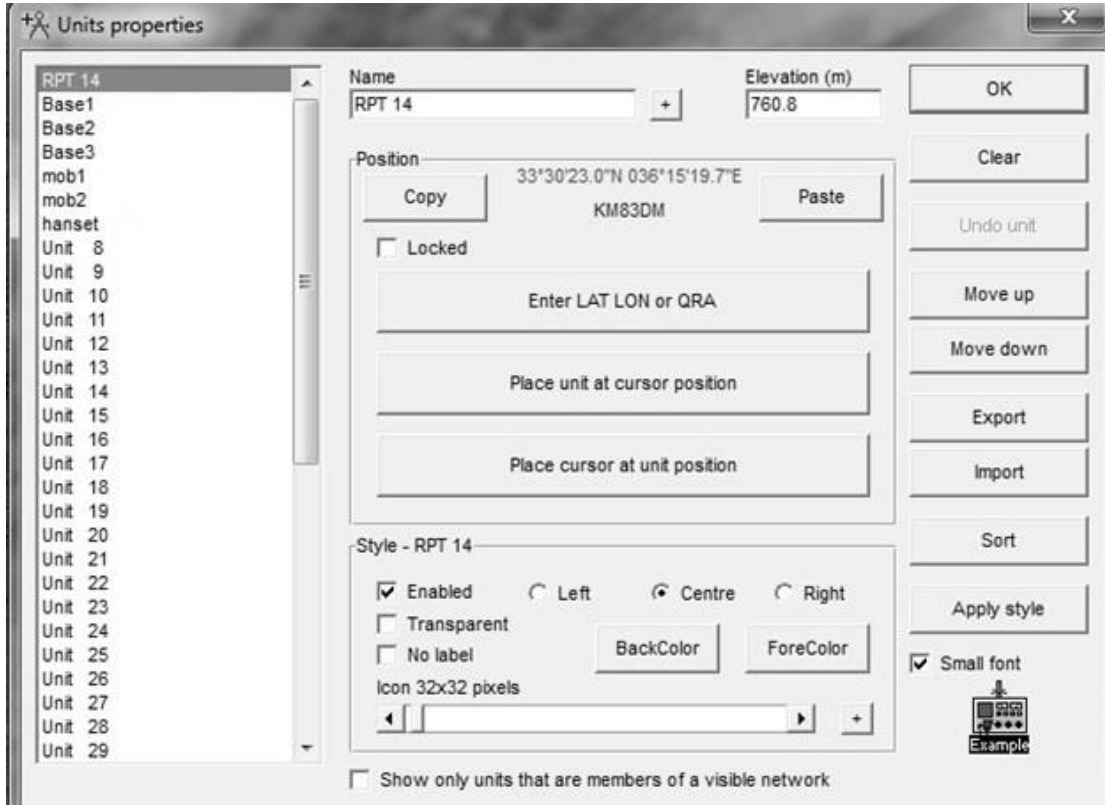 Units properties
RPT 14
Base1
Base2
Base3
mob1
mob2
hanset
Unit 8
Unit 9
Unit 10
Unit 11
Unit 12
Unit 13
Unit 14
Unit 15
Unit 16
Unit 17
Unit 18
Unit 19
Unit 20
Unit 21
Unit 22
Unit 23
Unit 24
Unit 25
Unit 26
Unit 27
Unit 28
Unit 29
Name
RPT 14
+
Elevation (m)
760.8
Position
Copy
33°30'23.0"N 036°15'19.7"E
KM83DM
Paste
Locked
Enter LAT LON or QRA
Place unit at cursor position
Place cursor at unit position
Style - RPT 14
Enabled
Left
Centre
Right
Transparent
No label
BackColor
ForeColor
Icon 32x32 pixels
+
Show only units that are members of a visible network
OK
Clear
Undo unit
Move up
Move down
Export
Import
Sort
Apply style
Small font
Example